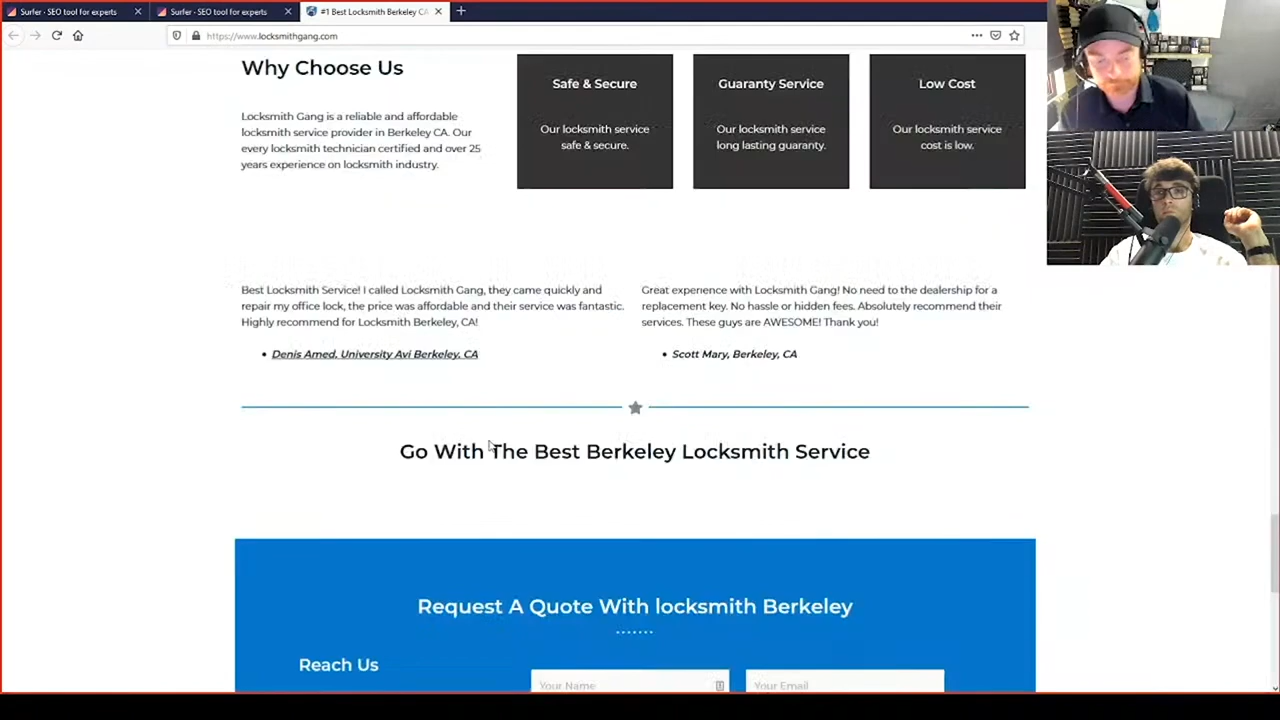 Surfer - SEO tool for experts
Surfer - SEO tool for experts
#1 Best Locksmith Berkeley CA
https://www.locksmithgang.com
Why Choose Us
Locksmith Gang is a reliable and affordable
locksmith service provider in Berkeley CA. Our
every locksmith technician certified and over 25
years experience on locksmith industry.
Safe & Secure
Our locksmith service
safe & secure.
Guaranty Service
Our locksmith service
long lasting guaranty.
Low Cost
Our locksmith service
cost is low.
Best Locksmith Service! I called Locksmith Gang, they came quickly and
repair my office lock, the price was affordable and their service was fantastic.
Highly recommend for Locksmith Berkeley, CA!
• Denis Amed, University Avi Berkeley, CA
Great experience with Locksmith Gang! No need to the dealership for a
replacement key. No hassle or hidden fees. Absolutely recommend their
services. These guys are AWESOME! Thank you!
• Scott Mary, Berkeley, CA
Go With The Best Berkeley Locksmith Service
Request A Quote With locksmith Berkeley
Reach Us
Your Name
Your Email